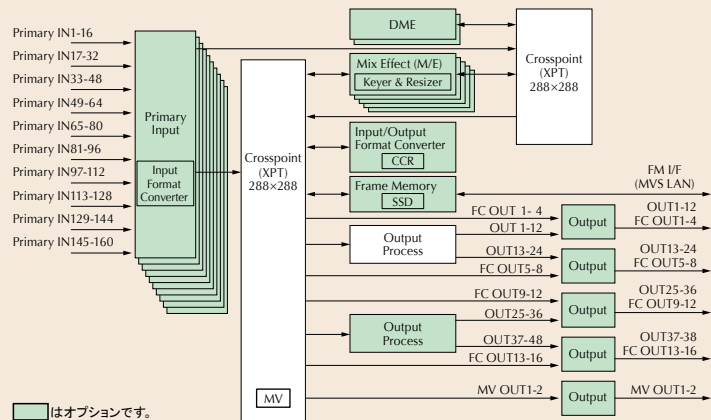 Primary IN1-16
Primary IN17-32
Primary IN33-48
Primary IN49-64
Primary IN65-80
Primary IN81-96
Primary IN97-112
Primary IN113-128
Primary IN129-144
Primary IN145-160
Primary
Input
Input
Format
Converter
Crosspoint
(XPT)
288×288
MV
DME
Mix Effect (M/E)
Keyer & Resizer
Input/Output
Format Converter
CCR
Frame Memory
SSD
Crosspoint
(XPT)
288×288
FM I/F
(MVS LAN)
Output
Process
Output
Process
FC OUT 1- 4
OUT 1-12
OUT13-24
FC OUT5-8
FC OUT9-12
OUT25-36
OUT37-48
FC OUT13-16
MV OUT1-2
Output
Output
Output
Output
Output
OUT1-12
FC OUT1-4
OUT13-24
FC OUT5-8
OUT25-36
FC OUT9-12
OUT37-38
FC OUT13-16
MV OUT1-2
はオプションです。